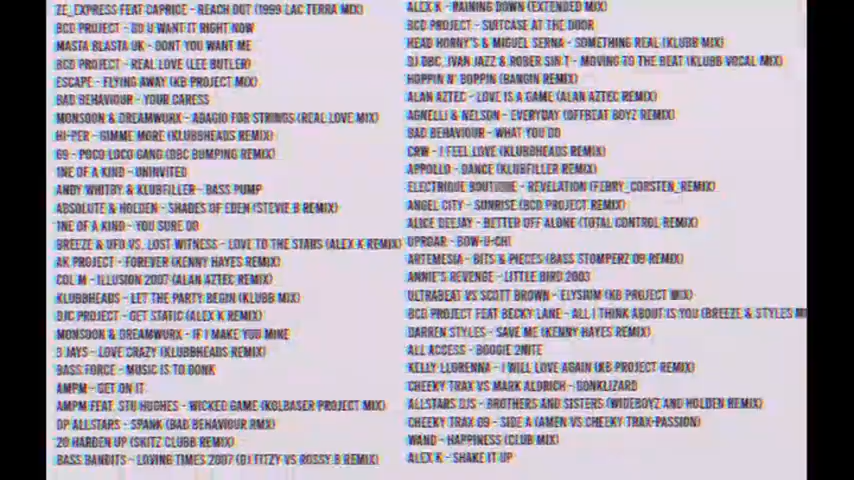 ZE_EXPRESS FEAT CAPRICE - REACH OUT (1999 LAC TERRA MIX)
BCD PROJECT - DO U WANT IT RIGHT NOW
MASTA BLASTA UK - DONT YOU WANT ME
BCD PROJECT - REAL LOVE (LEE BUTLER)
ESCAPE - FLYING AWAY (KB PROJECT MIX)
BAD BEHAVIOUR - YOUR CARESS
MONSOON & DREAMWURX - ADAGIO FOR STRINGS (REAL LOVE MIX)
HI-PER - GIMME MORE (KLUBBHEADS REMIX)
69 - POCO LOCO GANG (BBC BUMPING REMIX)
1NE OF A KIND - UNINVITED
ANDY WHITBY & KLUBFILLER - BASS PUMP
ABSOLUTE & HOLDEN - SHADES OF EDEN (STEVIE B REMIX)
1NE OF A KIND - YOU SURE DO
BREEZE & UFO VS. LOST WITNESS - LOVE TO THE STARS (ALEX K REMIX)
AK PROJECT - FOREVER (KENNY HAYES REMIX)
COL M - ILLUSION 2007 (ALAN AZTEC REMIX)
KLUBBHEADS - LET THE PARTY BEGIN (KLUBB MIX)
DJC PROJECT - GET STATIC (ALEX K REMIX)
MONSOON & DREAMWURX - IF I MAKE YOU MINE
3 JAYS - LOVE CRAZY (KLUBBHEADS REMIX)
BASS FORCE - MUSIC IS TO DONK
AMPM - GET ON IT
AMPM FEAT. STU HUGHES - WICKED GAME (KOLBASER PROJECT MIX)
DP ALLSTARS - SPANK (BAD BEHAVIOUR RMX)
20 HARDEN UP (SKITZ CLUBB REMIX)
BASS BANDITS - LOVING TIMES 2007 (DJ FITZY VS ROSSY B REMIX)
ALEX K - RAINING DOWN (EXTENDED MIX)
BCD PROJECT - SUITCASE AT THE DOOR
HEAD HORNY'S & MIGUEL SERNA - SOMETHING REAL (KLUBB MIX)
DJ DBC, IVAN JAZZ & ROBER SIN T - MOVING TO THE BEAT (KLUBB VOCAL MIX)
HOPPIN N' BOPPIN (BANGIN REMIX)
ALAN AZTEC - LOVE IS A GAME (ALAN AZTEC REMIX)
AGNELLI & NELSON - EVERYDAY (OFFBEAT BOYZ REMIX)
BAD BEHAVIOUR - WHAT YOU DO
CRW - I FEEL LOVE (KLUBBHEADS REMIX)
APPOLLO - DANCE (KLUBFILLER REMIX)
ELECTRIQUE BOUTIQUE - REVELATION (FERRY_CORSTEN_REMIX)
ANGEL CITY - SUNRISE (BCD PROJECT REMIX)
ALICE DEEJAY - BETTER OFF ALONE (TOTAL CONTROL REMIX)
UPROAR - BOW-U-CHI
ARTEMESIA - BITS & PIECES (BASS STOMPERZ 09 REMIX)
ANNIE'S REVENGE - LITTLE BIRD 2003
ULTRABEAT VS SCOTT BROWN - ELYSIUM (KB PROJECT MIX)
BCD PROJECT FEAT BECKY LANE - ALL I THINK ABOUT IS YOU (BREEZE & STYLES
DARREN STYLES - SAVE ME (KENNY HAYES REMIX)
ALL ACCESS - BOOGIE 2NITE
KELLY LLORENNA - I WILL LOVE AGAIN (KB PROJECT REMIX)
CHEEKY TRAX VS MARK ALDRICH - DONKLIZARD
ALLSTARS DJS - BROTHERS AND SISTERS (WIDEBOYZ AND HOLDEN REMIX)
CHEEKY TRAX 09 - SIDE A (AMEN VS CHEEKY TRAX-PASSION)
WAND - HAPPINESS (CLUB MIX)
ALEX K - SHAKE IT UP